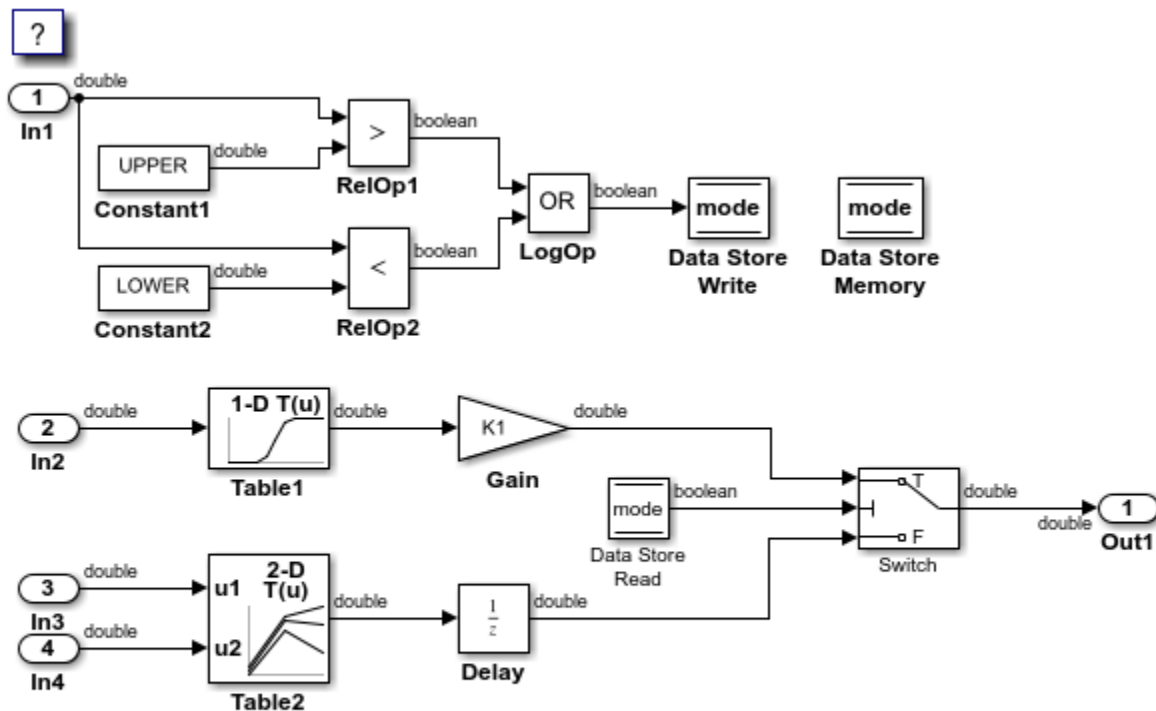 ?
double
1
In1
UPPER
double
Constant1
>
boolean
RelOp1
LOWER
double
Constant2
<
boolean
RelOp2
OR
boolean
LogOp
mode
Data Store
Write
mode
Data Store
Memory
2
double
In2
1-D T(u)
double
Table1
K1
double
Gain
mode
boolean
Data Store
Read
T
F
double
Switch
double
1
Out1
3
double
In3
4
double
In4
u1
u2
2-D
T(u)
double
Table2
1
z
double
Delay